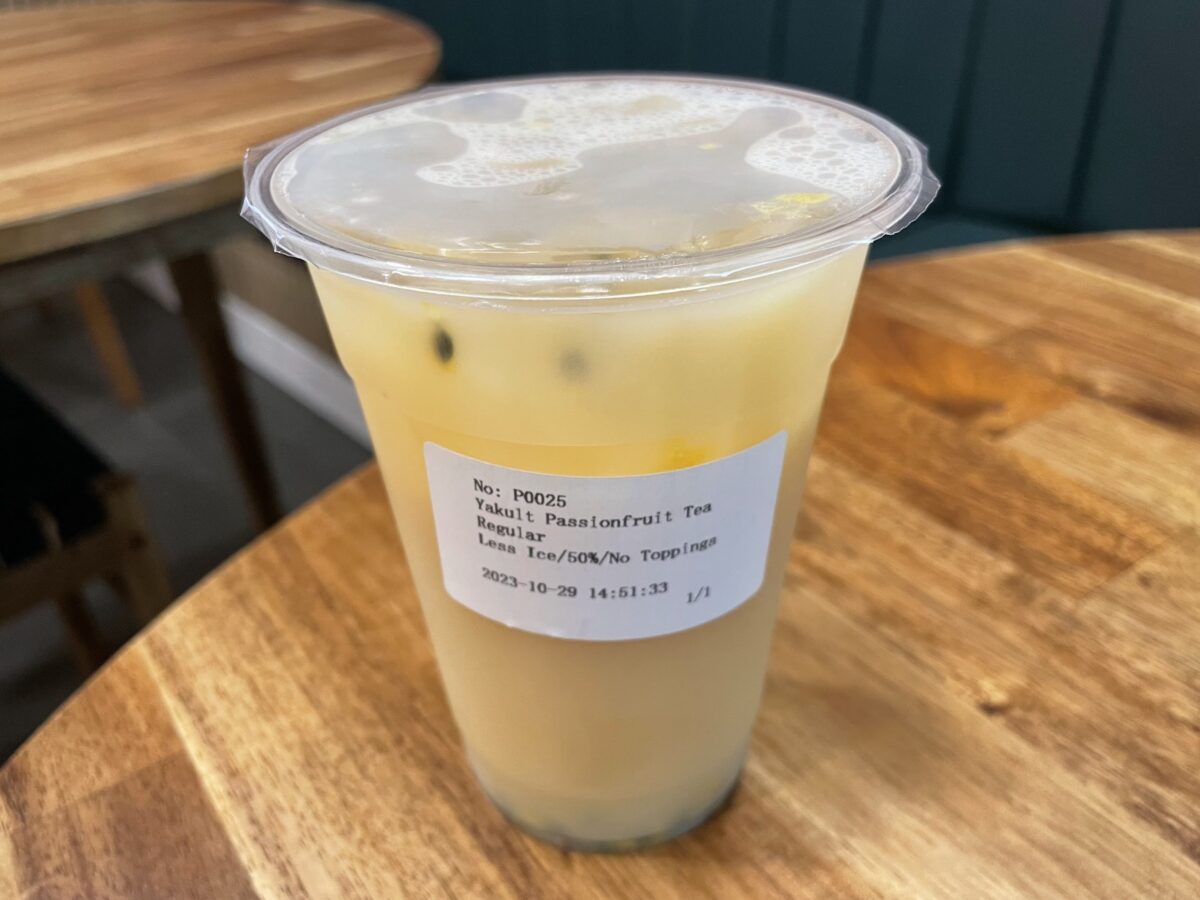 No: P0025
Yakult Passionfruit Tea
Regular
Less Ice/50%/No Toppings
2023-10-29 14:51:33 1/1